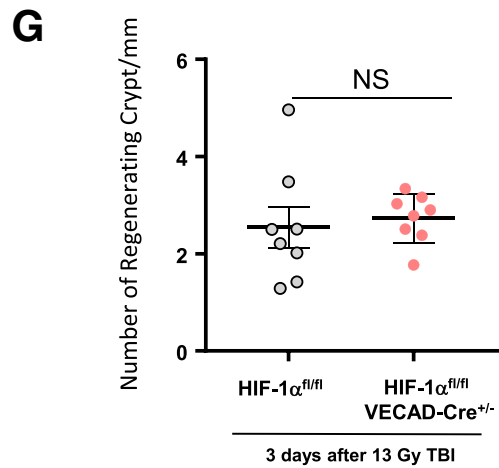 G
Number of Regenerating Crypt/mm
6
4
2
0
NS
HIF-1α^fl/fl
HIF-1α^fl/fl
VECAD-Cre^+/-
3 days after 13 Gy TBI